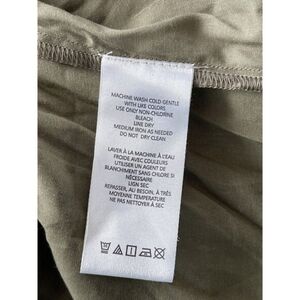 MACHINE WASH COLD GENTLE
WITH LIKE COLORS
USE ONLY NON-CHLORINE
BLEACH
LINE DRY
MEDIUM IRON AS NEEDED
DO NOT DRY CLEAN
LAVER À LA MACHINE À L'EAU
FROIDE AVEC COULEURS
UTILISER UN AGENT DE
BLANCHIMENT SANS CHLORE SI
NÉCESSAIRE
LIGN SEC
REPASSER, AU BESOIN, À TRÈS
MOYENNE TEMPÉRATURE
NE PAS NETTOYER À SEC